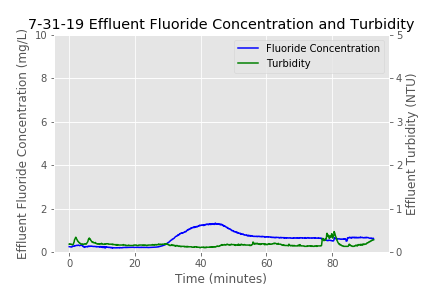 7-31-19 Effluent Fluoride Concentration and Turbidity
Effluent Fluoride Concentration (mg/L)
10
8
6
4
2
0
Fluoride Concentration
Turbidity
5
4
3
2
1
0
Effluent Turbidity (NTU)
0 20 40 60 80
Time (minutes)